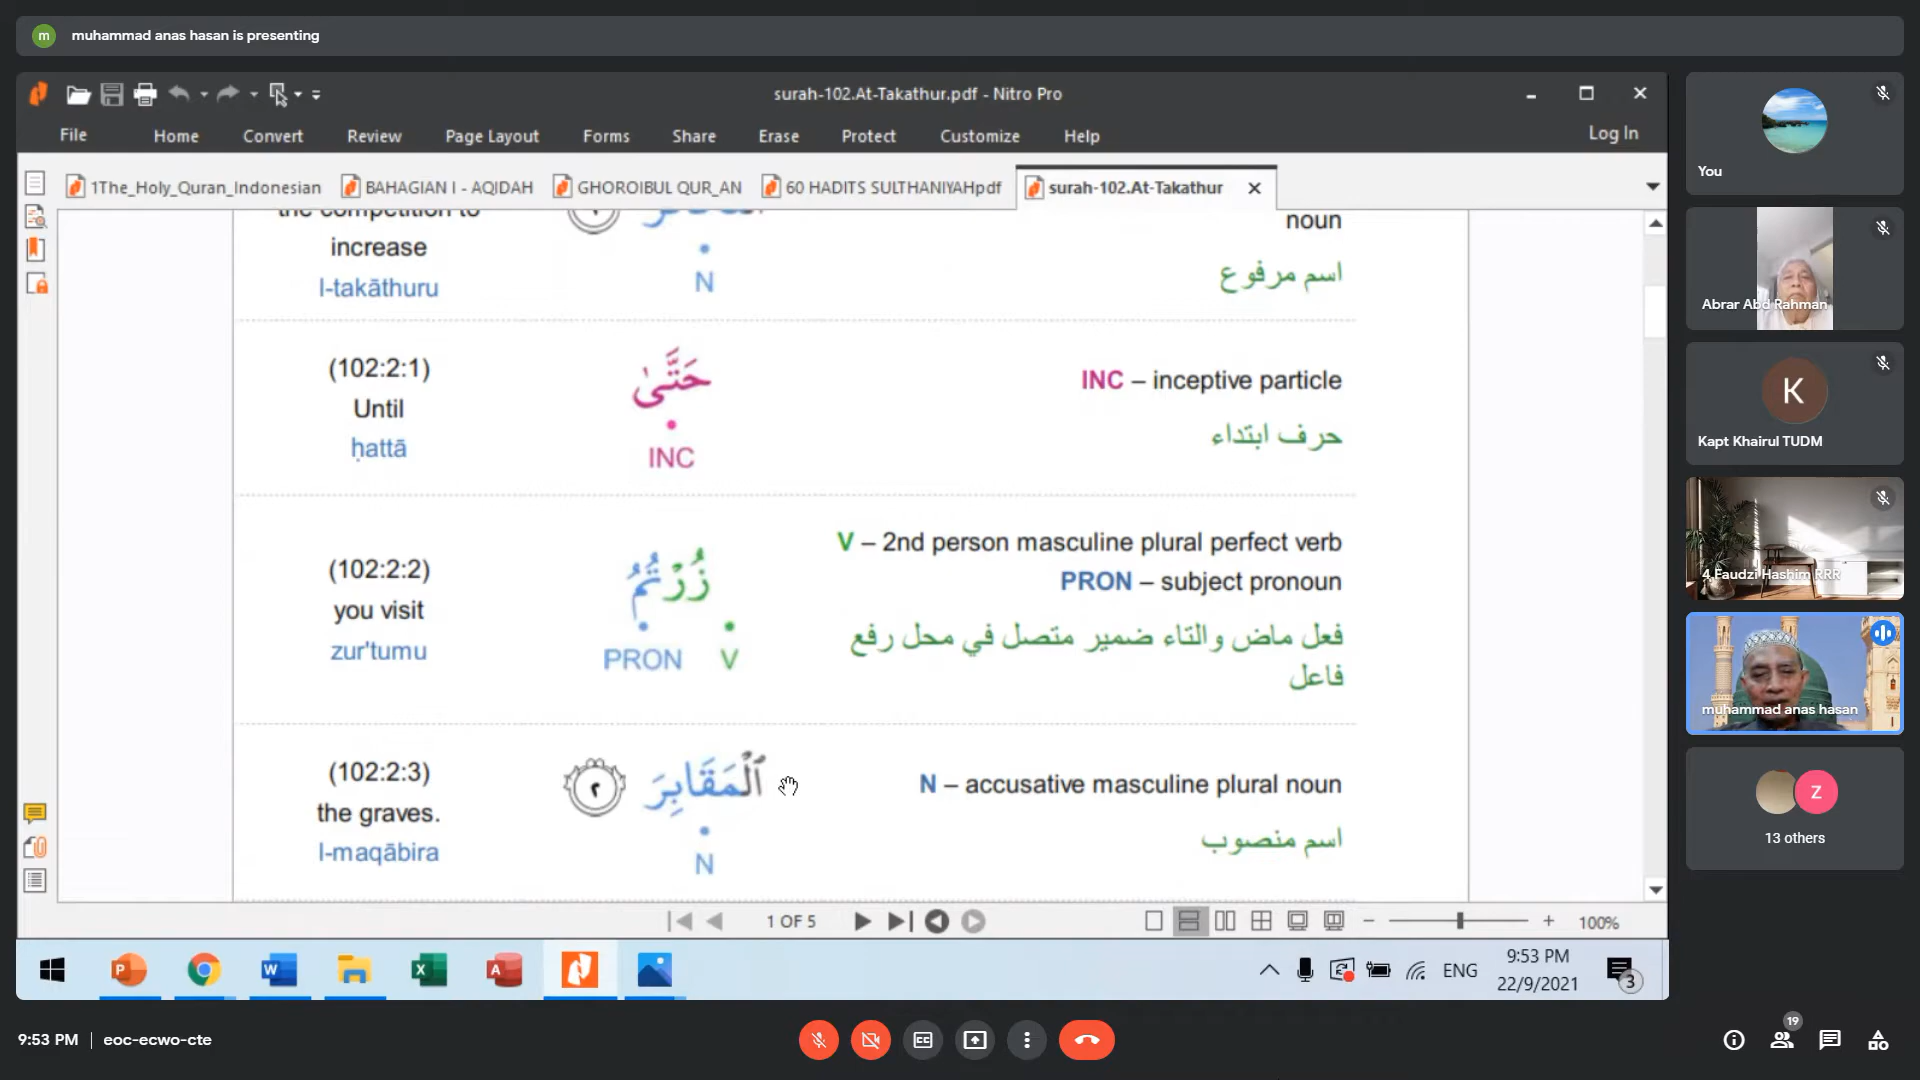 m
muhammad anas hasan is presenting
surah-102.At-Takathur.pdf - Nitro Pro
File Home Convert Review Page Layout Forms Share Erase Protect Customize Help Log In
1The_Holy_Quran_Indonesian BAHAGIAN I - AQIDAH GHOROIBUL QUR_AN 60 HADITS SULTHANIYAHpdf surah-102.At-Takathur
the competition to
increase
l-takāthuru
N
noun
اسم مرفوع
(102:2:1)
Until
ḥattā
حَتَّىٰ
INC
INC – inceptive particle
حرف ابتداء
(102:2:2)
you visit
zur'tumu
زُرْتُمُ
PRON V
V – 2nd person masculine plural perfect verb
PRON – subject pronoun
فعل ماض والتاء ضمير متصل في محل رفع
فاعل
(102:2:3)
the graves.
l-maqābira
ٱلْمَقَابِرَ ٢
N
N – accusative masculine plural noun
اسم منصوب
1 OF 5
100%
ENG
9:53 PM
22/9/2021
3
You
Abrar Abd Rahman
K
Kapt Khairul TUDM
4 Faudzi Hashim RRR
muhammad anas hasan
Z
13 others
9:53 PM | eoc-ecwo-cte
19